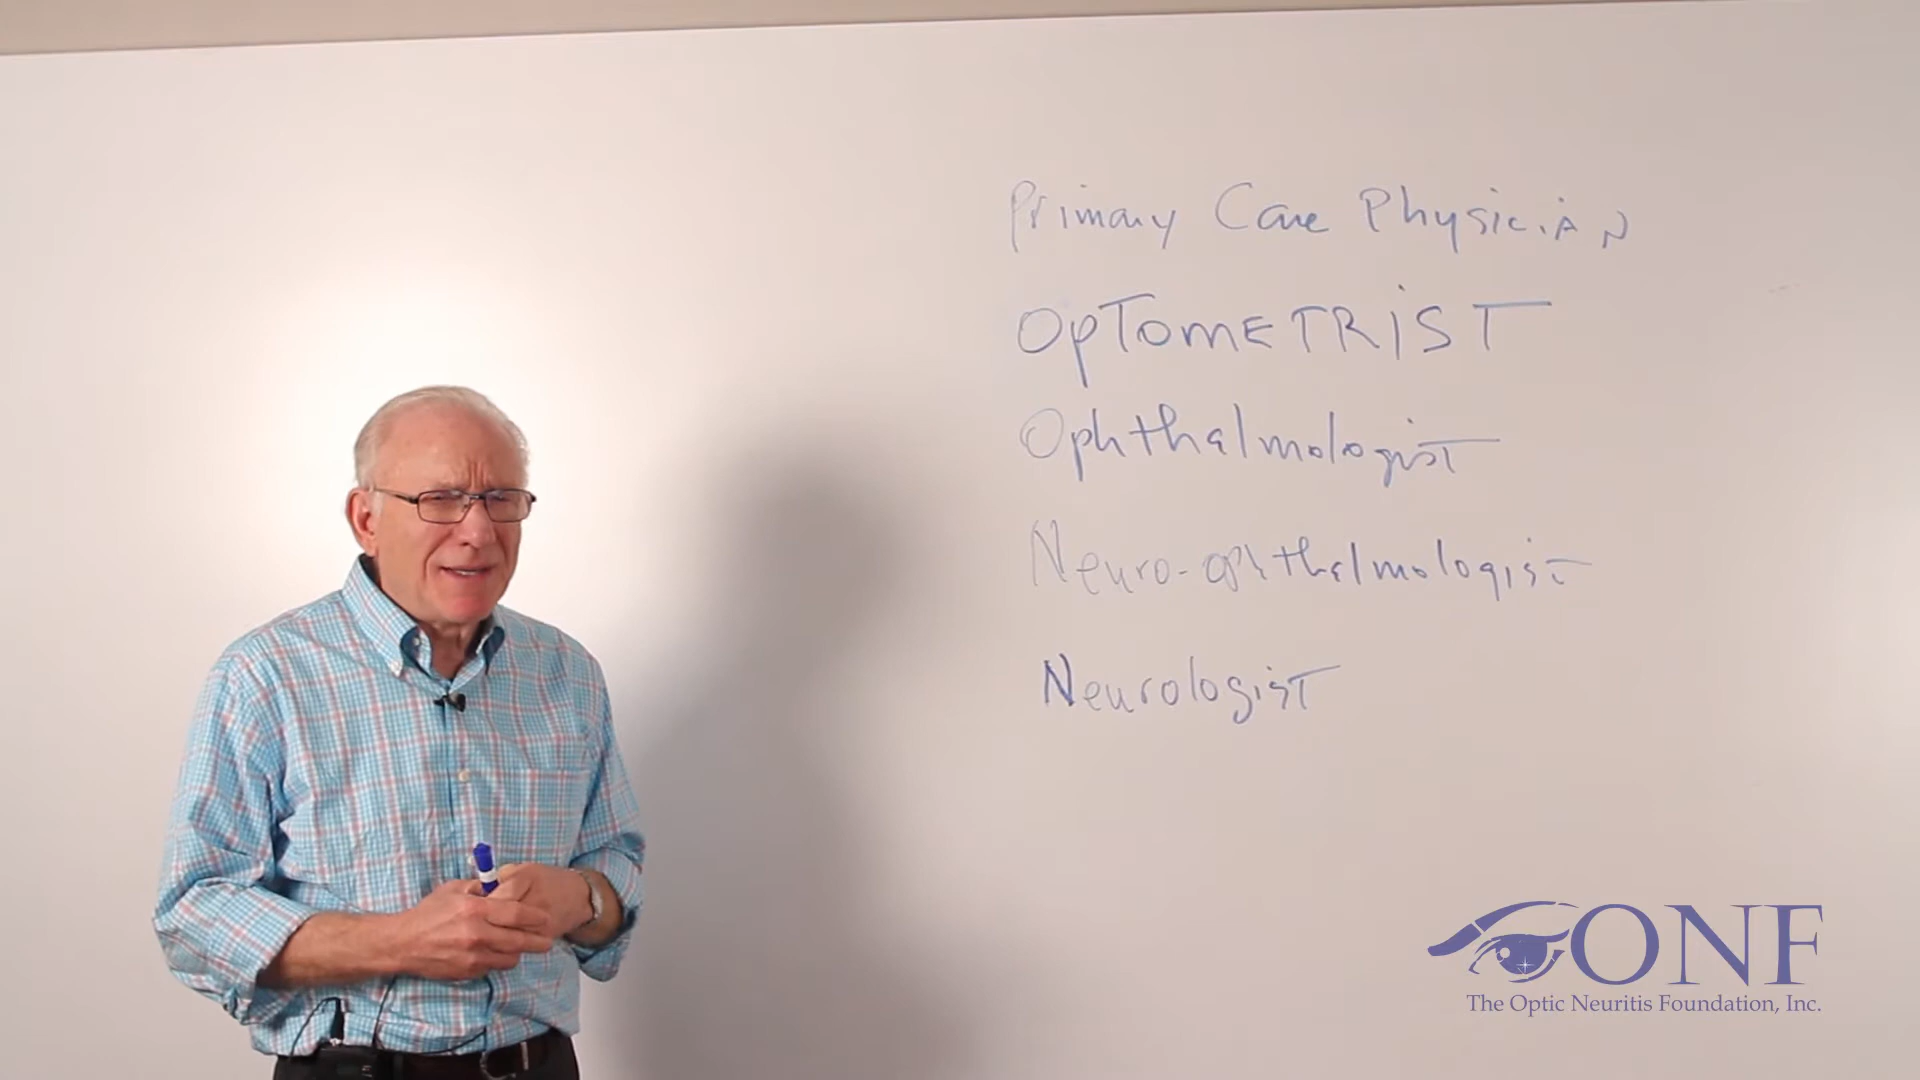 Primary Care Physician
OpTOMETRiST
Ophthalmologist
Neuro-ophthalmologist
Neurologist
ONF
The Optic Neuritis Foundation, Inc.